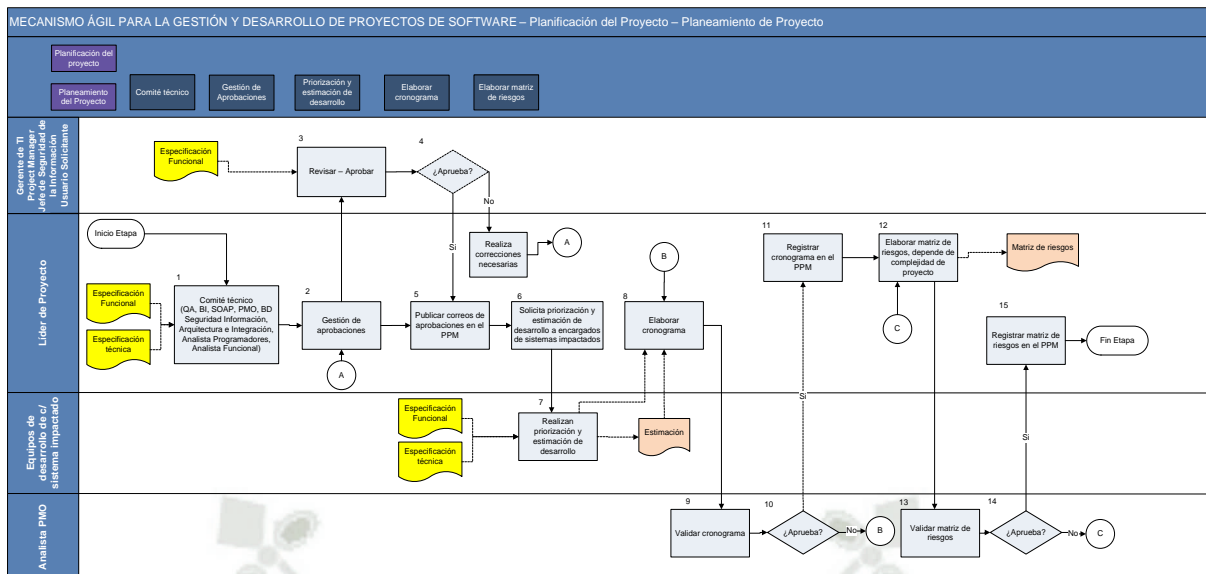 MECANISMO ÁGIL PARA LA GESTIÓN Y DESARROLLO DE PROYECTOS DE SOFTWARE – Planificación del Proyecto – Planeamiento de Proyecto
Planificación del
proyecto
Planeamiento
del Proyecto
Comité técnico
Gestión de
Aprobaciones
Priorización y
estimación de
desarrollo
Elaborar
cronograma
Elaborar matriz
de riesgos
Gerente de TI
Project Manager
Jefe de Seguridad de
la Información
Usuario Solicitante
Especificación
Funcional
3
Revisar – Aprobar
4
¿Aprueba?
No
Si
Líder de Proyecto
Inicio Etapa
Realiza
correcciones
necesarias
A
Especificación
Funcional
Especificación
técnica
1
Comité técnico
(QA, BI, SOAP, PMO, BD
Seguridad Información,
Arquitectura e Integración,
Analista Programadores,
Analista Funcional)
2
Gestión de
aprobaciones
A
5
Publicar correos de
aprobaciones en el
PPM
6
Solicita priorización y
estimación de
desarrollo a encargados
de sistemas impactados
B
8
Elaborar
cronograma
11
Registrar
cronograma en el
PPM
12
Elaborar matriz de
riesgos, depende de
complejidad de
proyecto
Matriz de riesgos
C
15
Registrar matriz de
riesgos en el PPM
Fin Etapa
Equipos de
desarrollo de c/
sistema impactado
Especificación
Funcional
Especificación
técnica
7
Realizan
priorización y
estimación de
desarrollo
Estimación
Si
Si
Analista PMO
9
Validar cronograma
10
¿Aprueba?
No
B
13
Validar matriz de
riesgos
14
¿Aprueba?
No
C